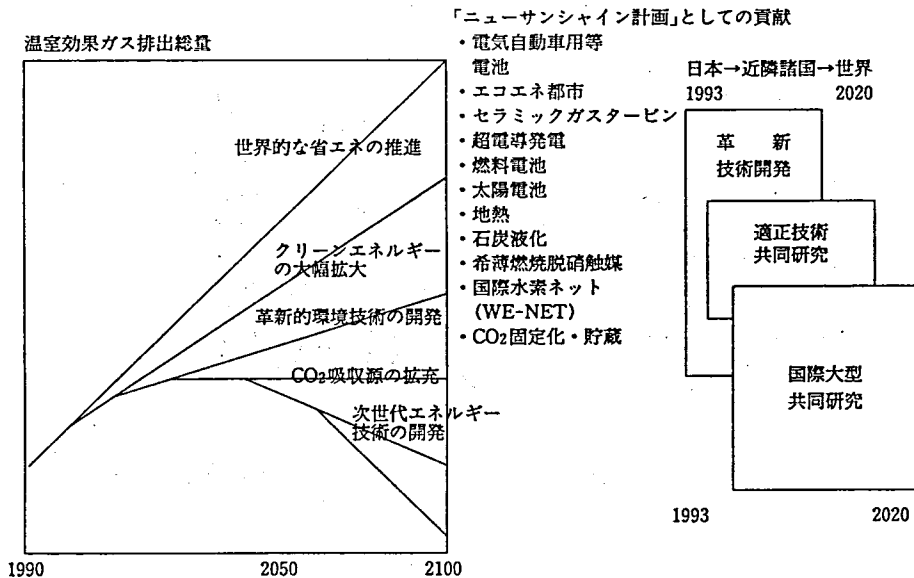 温室効果ガス排出総量
世界的な省エネの推進
クリーンエネルギー
の大幅拡大
革新的環境技術の開発
CO₂吸収源の拡充
次世代エネルギー
技術の開発
1990
2050
2100
「ニューサンシャイン計画」としての貢献
・電気自動車用等
電池
・エコエネ都市
・セラミックガスタービン
・超電導発電
・燃料電池
・太陽電池
・地熱
・石炭液化
・希薄燃焼脱硝触媒
・国際水素ネット
(WE-NET)
・CO₂固定化・貯蔵
日本→近隣諸国→世界
1993 2020
革 新
技術開発
適正技術
共同研究
国際大型
共同研究
1993 2020